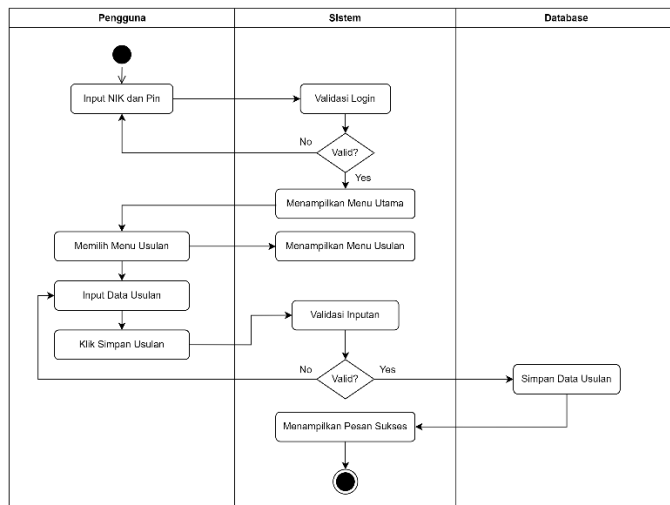 Pengguna
SIstem
Database
Input NIK dan Pin
Validasi Login
No
Valid?
Yes
Menampilkan Menu Utama
Memilih Menu Usulan
Menampilkan Menu Usulan
Input Data Usulan
Validasi Inputan
Klik Simpan Usulan
No
Valid?
Yes
Simpan Data Usulan
Menampilkan Pesan Sukses